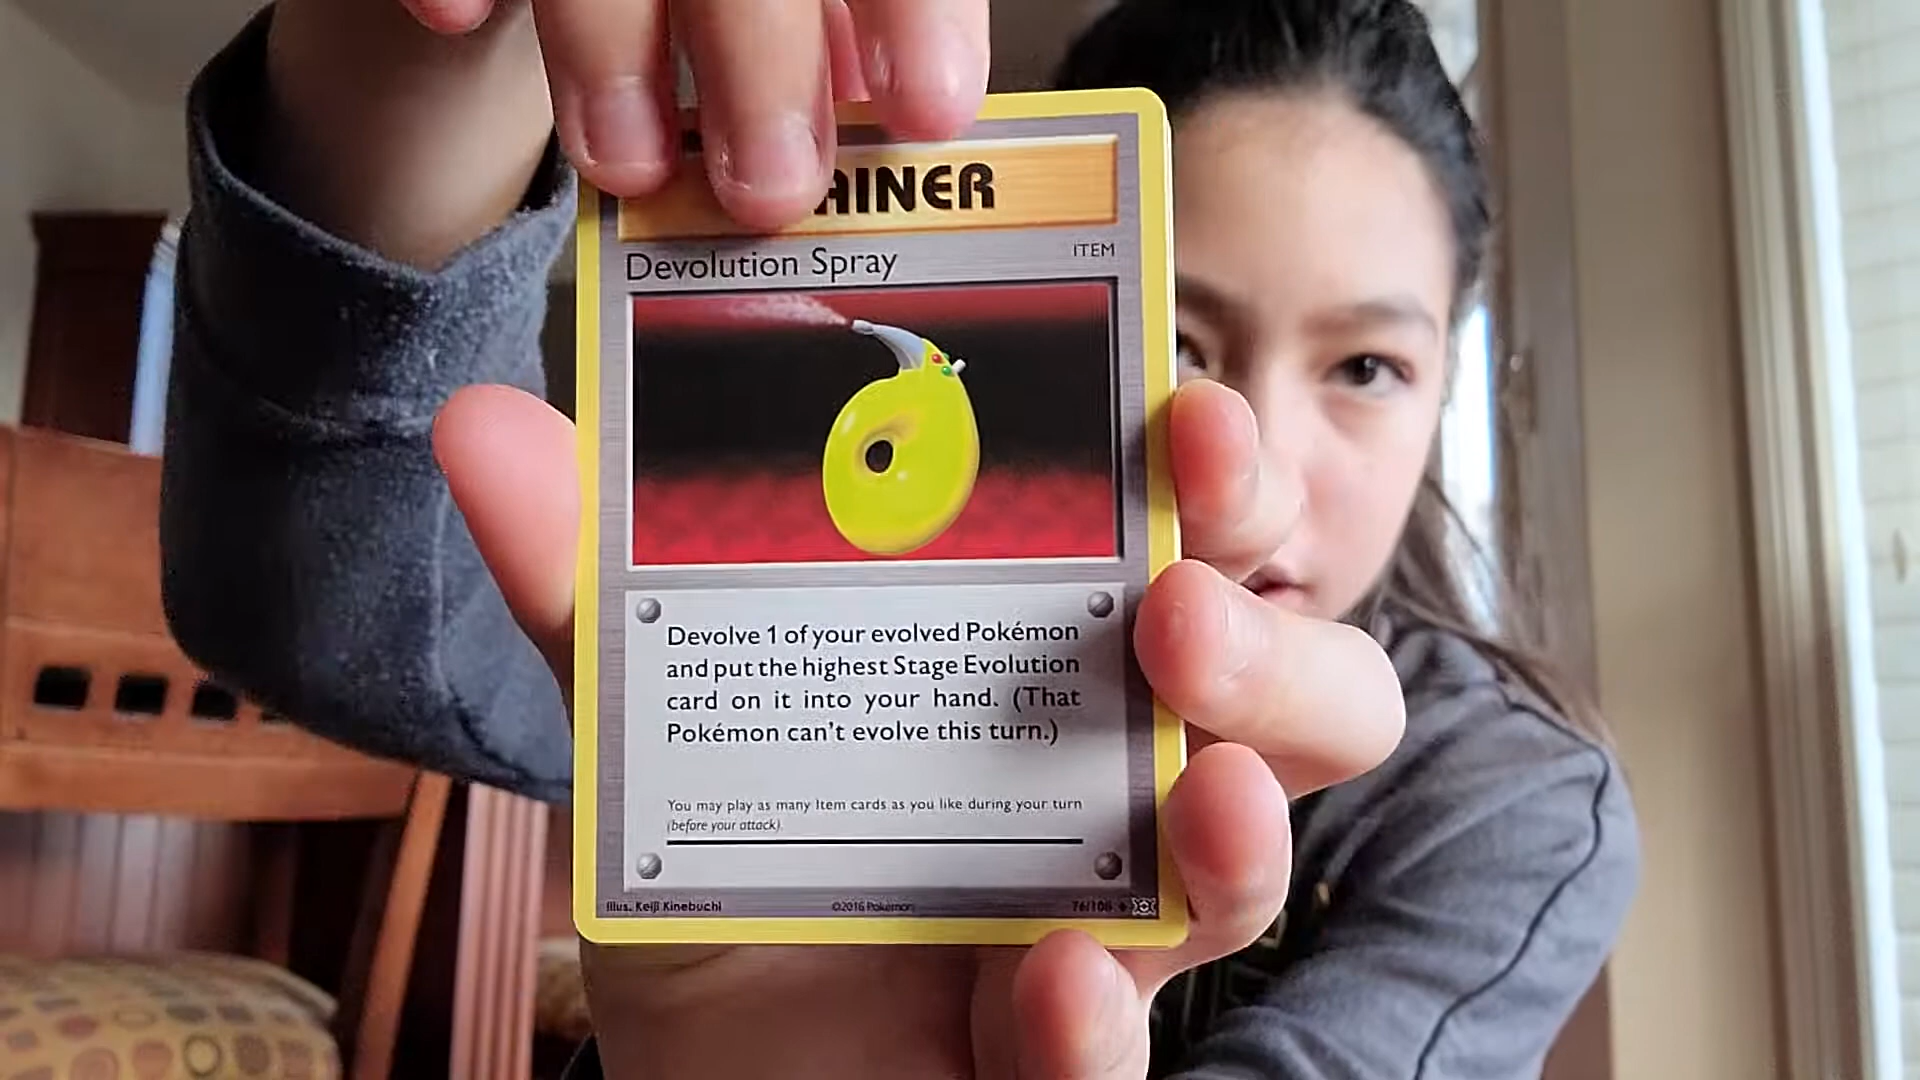 AINER
Devolution Spray
ITEM
Devolve 1 of your evolved Pokémon
and put the highest Stage Evolution
card on it into your hand. (That
Pokémon can't evolve this turn.)
You may play as many Item cards as you like during your turn
(before your attack).
Illus. Keiji Kinebuchi
©2016 Pokémon
76/108